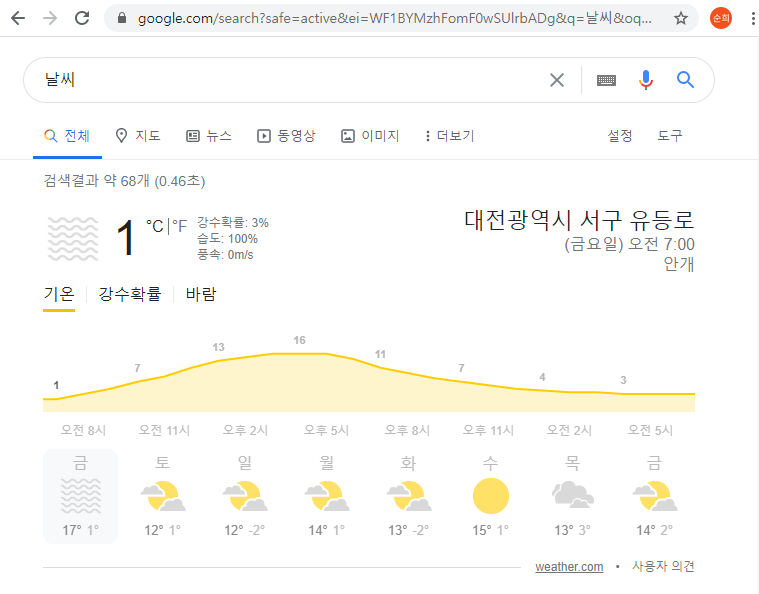 google.com/search?safe=active&ei=WF1BYMzhFomF0wSUlrbADg&q=날씨&oq... 순희
날씨
전체 지도 뉴스 동영상 이미지 더보기 설정 도구
검색결과 약 68개 (0.46초)
1 °C|°F
강수확률: 3%
습도: 100%
풍속: 0m/s
대전광역시 서구 유등로
(금요일) 오전 7:00
안개
기온 강수확률 바람
1 7 13 16 11 7 4 3
오전 8시 오전 11시 오후 2시 오후 5시 오후 8시 오후 11시 오전 2시 오전 5시
금 토 일 월 화 수 목 금
17° 1° 12° 1° 12° -2° 14° 1° 13° -2° 15° 1° 13° 3° 14° 2°
weather.com • 사용자 의견